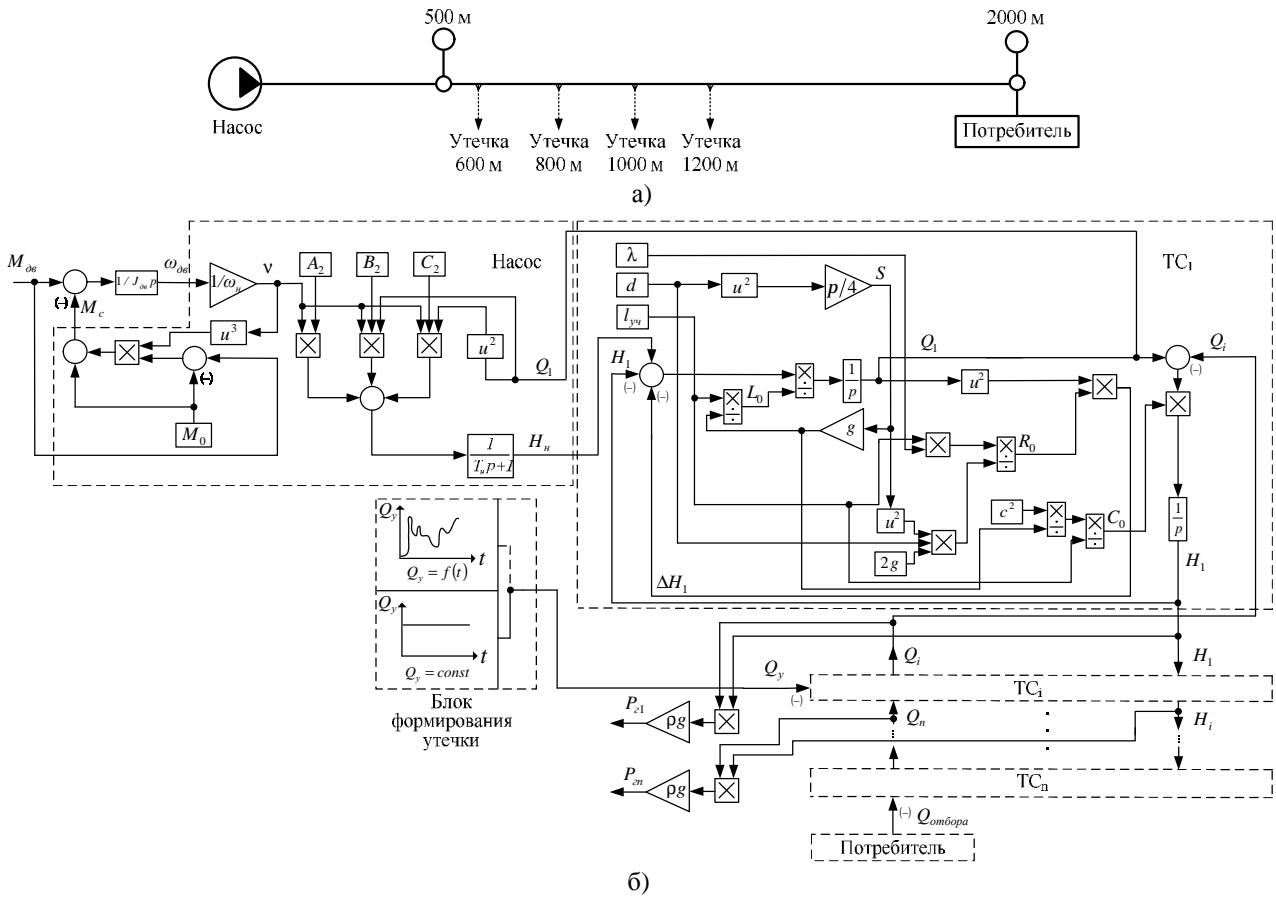 500 м
2000 м
Насос
Утечка
600 м
Утечка
800 м
Утечка
1000 м
Утечка
1200 м
Потребитель
а)
M_дв
(-)
M_c
1/ J_дв p
ω_дв
1/ω_н
ν
A_2
B_2
C_2
Насос
u^3
u^2
Q_1
(-)
M_0
1
T_н p+1
H_н
λ
d
l_уч
u^2
p/4
S
TC_1
H_1
(-)
(-)
L_0
1
p
Q_1
u^2
Q_i
(-)
g
R_0
u^2
2g
c^2
C_0
1
p
ΔH_1
H_1
Q_y
t
Q_y = f(t)
Q_y
t
Q_y = const
Блок
формирования
утечки
Q_y
(-)
Q_i
H_1
TC_i
P_г1
ρg
Q_n
H_i
P_гn
ρg
TC_n
(-)
Q_отбора
Потребитель
б)